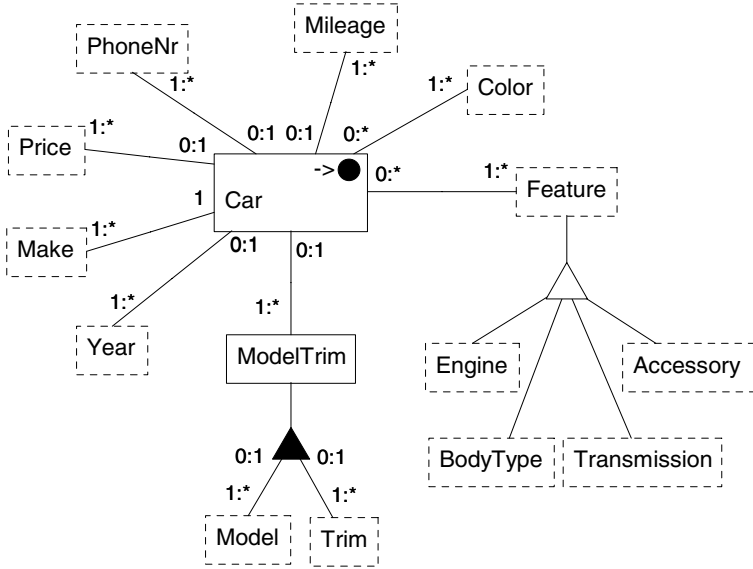 Mileage
PhoneNr
1:*
1:*
1:*
Color
Price
1:*
0:1
0:1
0:1
0:*
->
0:*
1:*
Feature
1
Car
Make
1:*
0:1
0:1
1:*
1:*
Year
ModelTrim
Engine
Accessory
0:1
0:1
BodyType
Transmission
1:*
1:*
Model
Trim